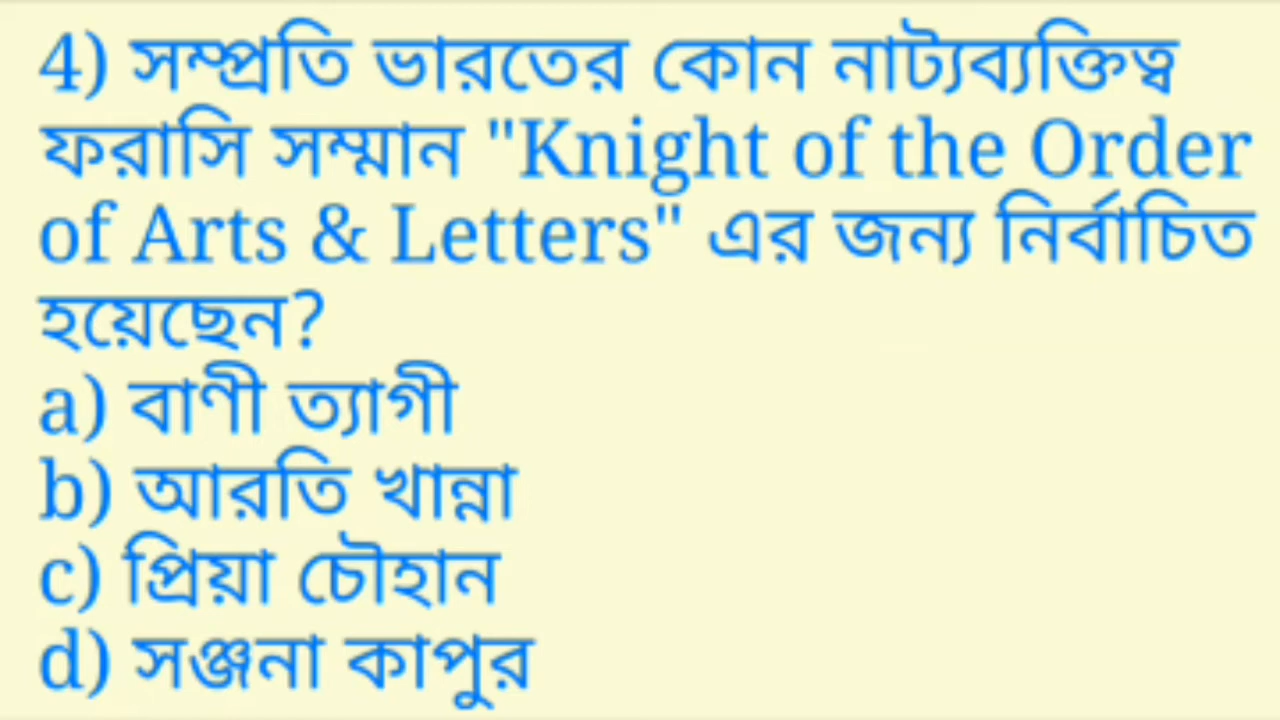 4) সম্প্রতি ভারতের কোন নাট্যব্যক্তিত্ব
ফরাসি সম্মান "Knight of the Order
of Arts & Letters" এর জন্য নির্বাচিত
হয়েছেন?
a) বাণী ত্যাগী
b) আরতি খান্না
c) প্রিয়া চৌহান
d) সঞ্জনা কাপুর